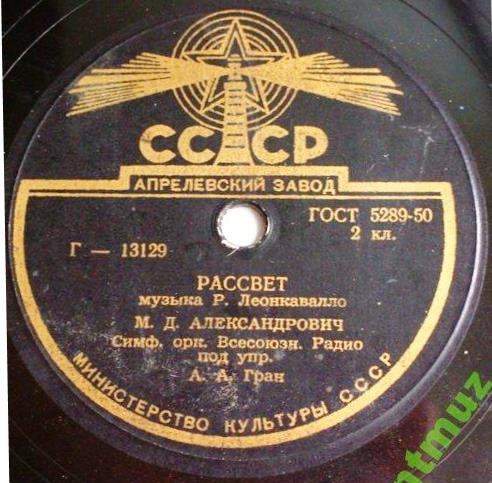 СССР
АПРЕЛЕВСКИЙ ЗАВОД
ГОСТ 5289-50
2 кл.
Г — 13129
РАССВЕТ
музыка Р. Леонкавалло
М. Д. АЛЕКСАНДРОВИЧ
Симф. орк. Всесоюзн. Радио
под упр.
А. А. Гран
МИНИСТЕРСТВО КУЛЬТУРЫ СССР
ntmuz